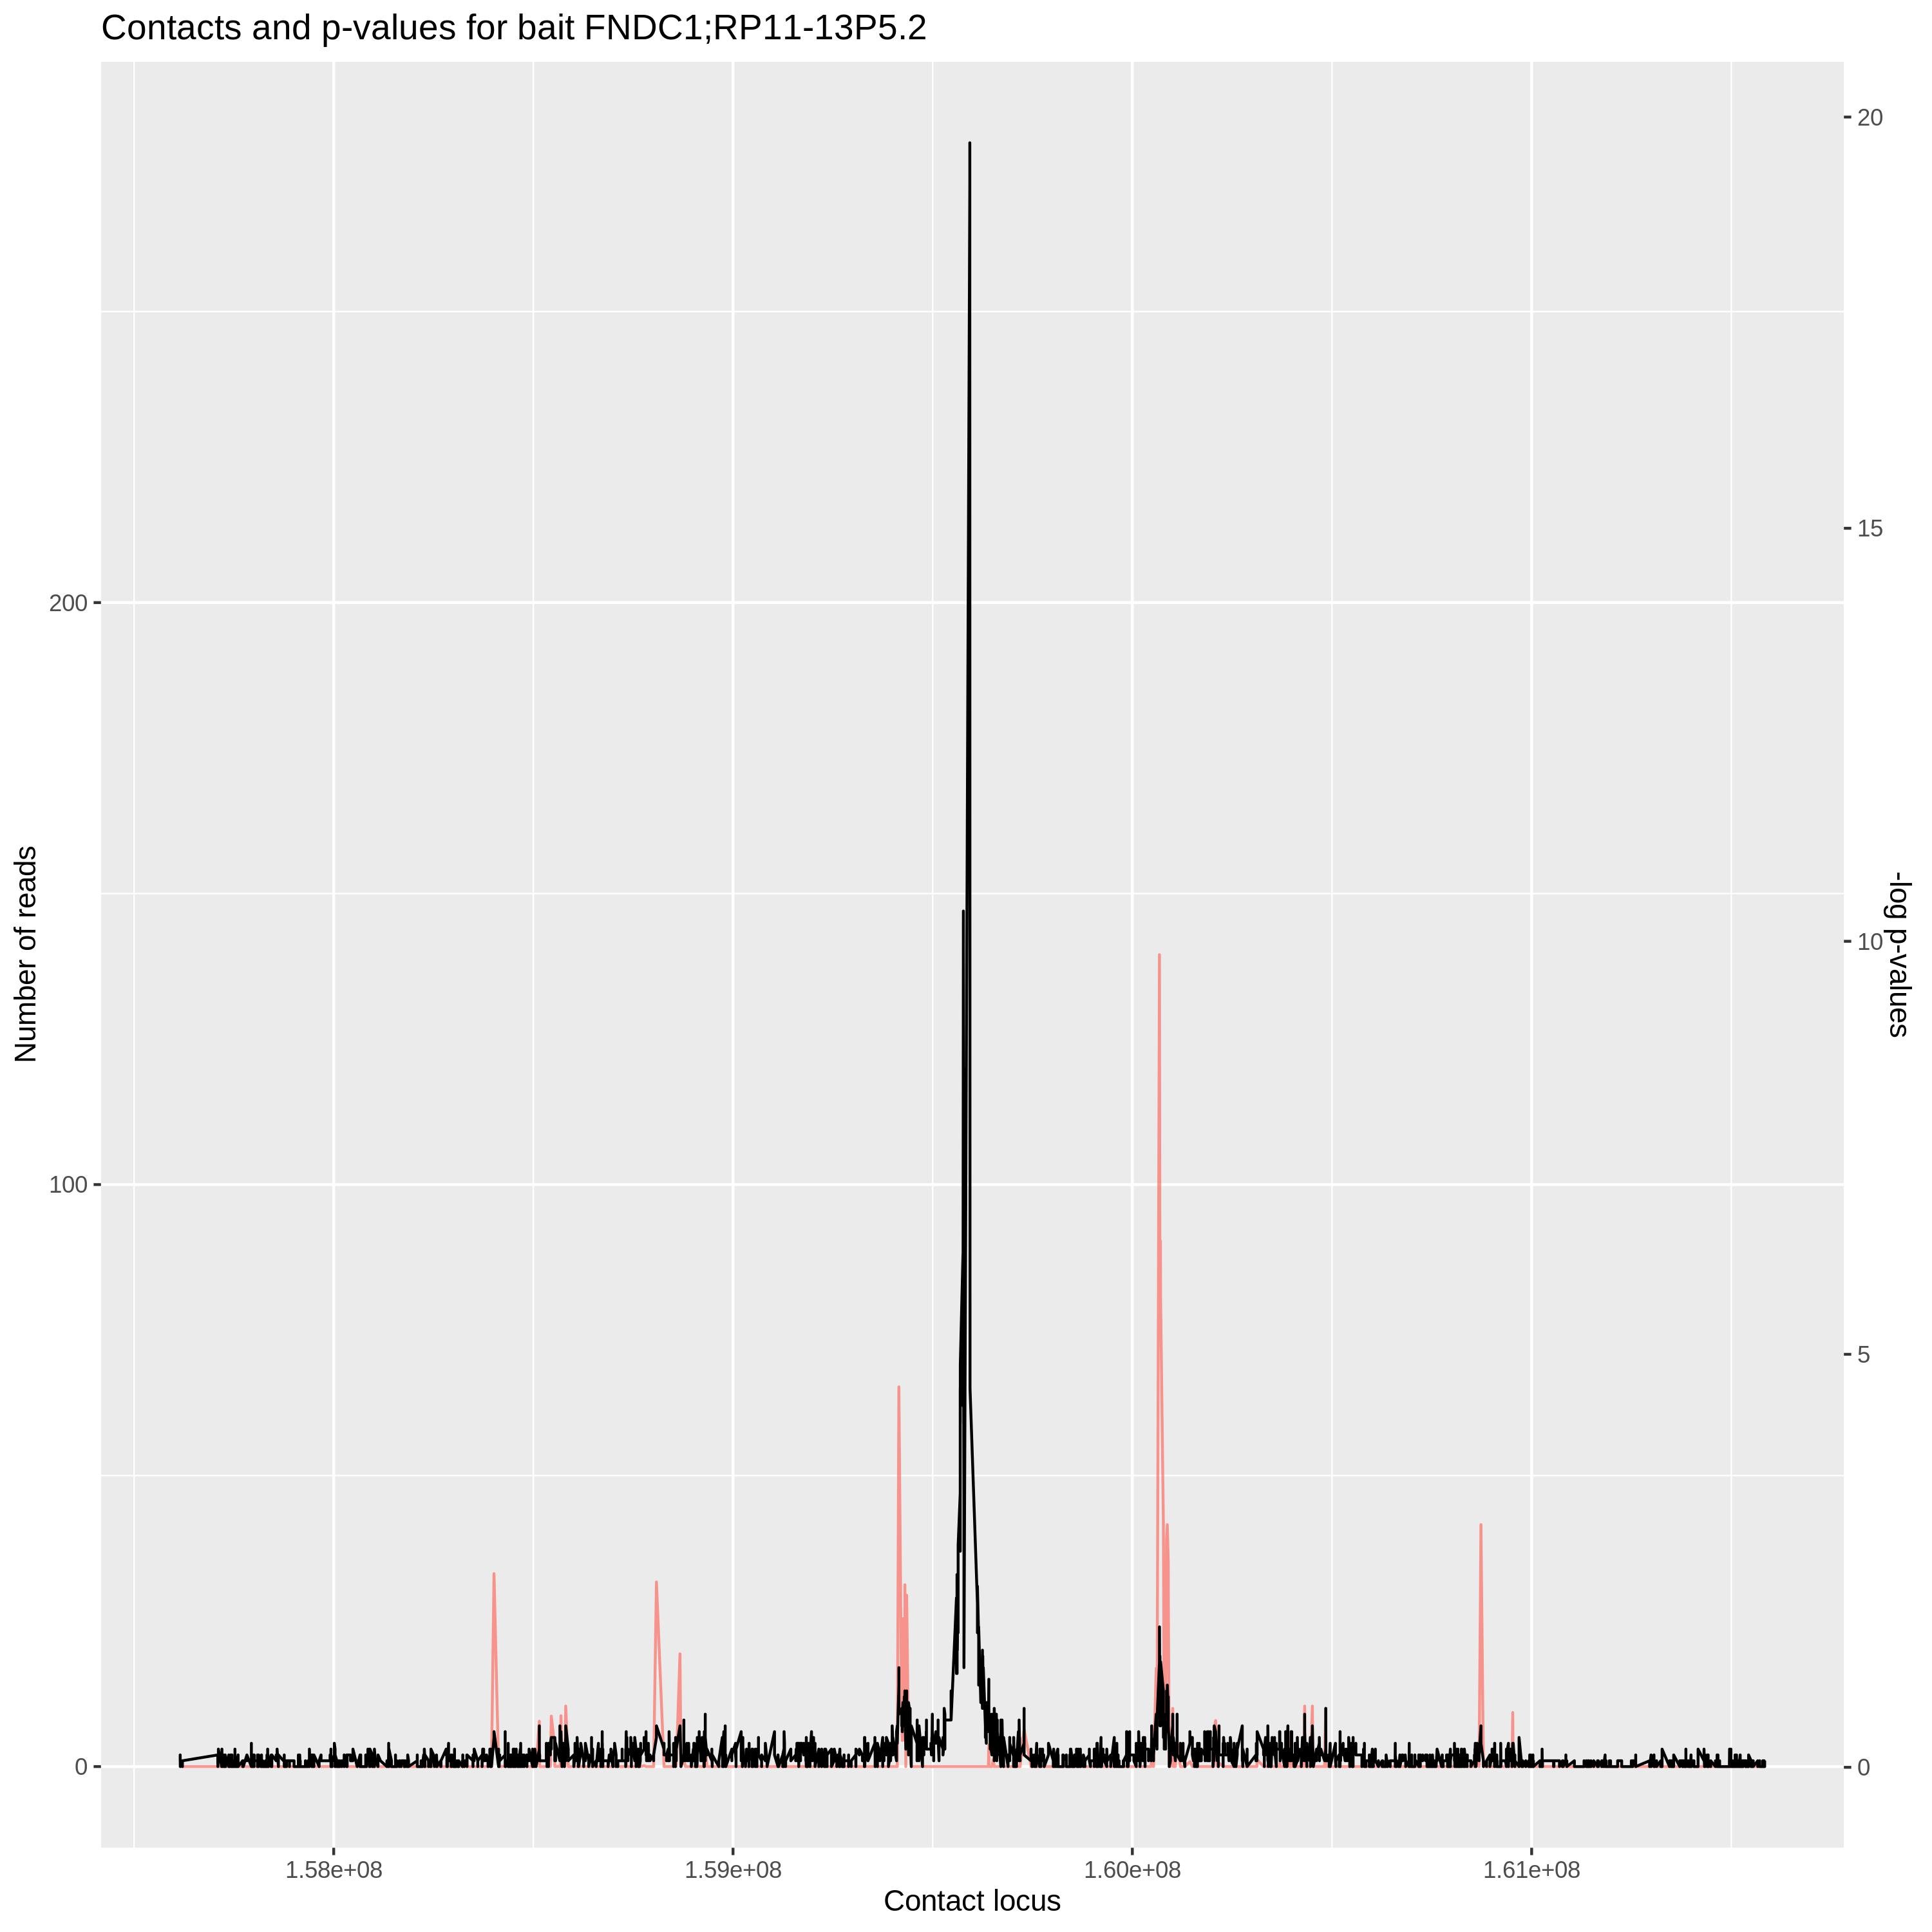 Contacts and p-values for bait FNDC1;RP11-13P5.2
20
15
200
Number of reads
-log p-values
10
100
5
0
0
1.58e+08 1.59e+08 1.60e+08 1.61e+08
Contact locus